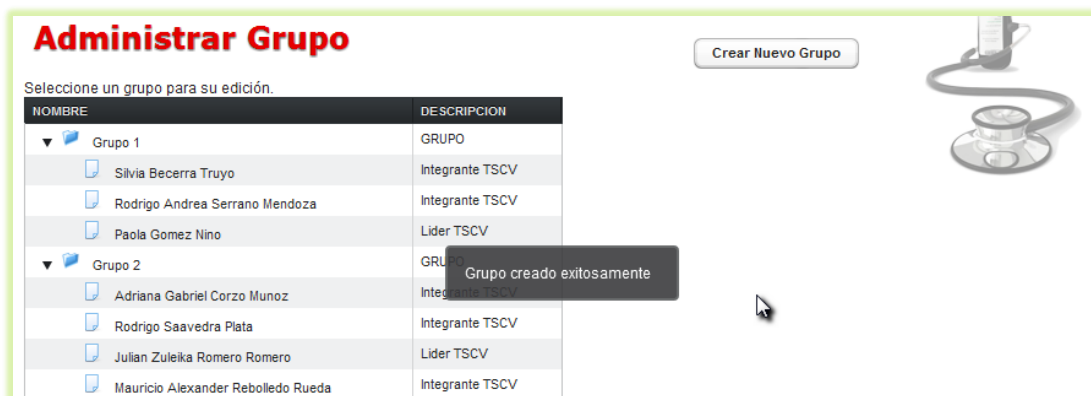 Administrar Grupo
Crear Nuevo Grupo
Seleccione un grupo para su edición.
NOMBRE DESCRIPCION
Grupo 1 GRUPO
Silvia Becerra Truyo Integrante TSCV
Rodrigo Andrea Serrano Mendoza Integrante TSCV
Paola Gomez Nino Lider TSCV
Grupo 2 GRUPO
Grupo creado exitosamente
Adriana Gabriel Corzo Munoz Integrante TSCV
Rodrigo Saavedra Plata Integrante TSCV
Julian Zuleika Romero Romero Lider TSCV
Mauricio Alexander Rebolledo Rueda Integrante TSCV